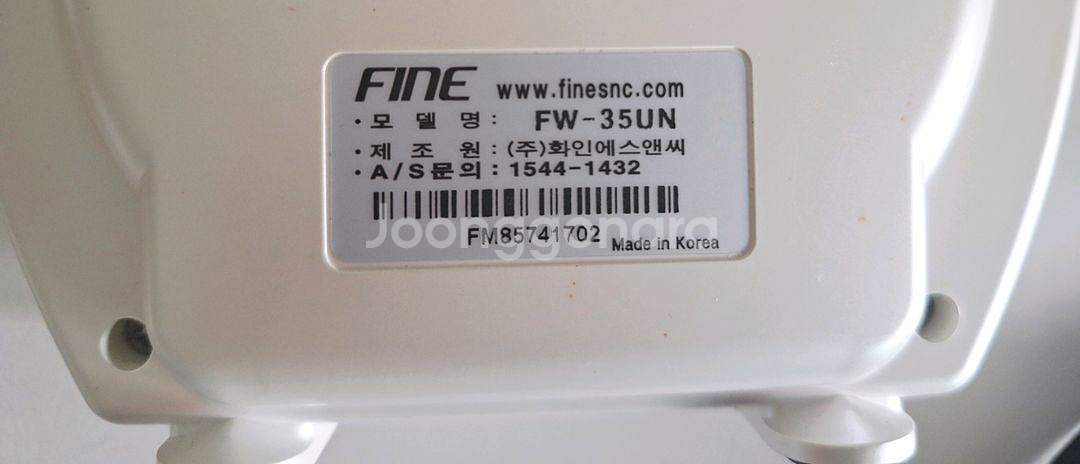 FINE www.finesnc.com
·모 델 명 : FW-35UN
·제 조 원 : (주)화인에스앤씨
·A/S문의 : 1544-1432
Joonggonara
FM85741702 Made in Korea